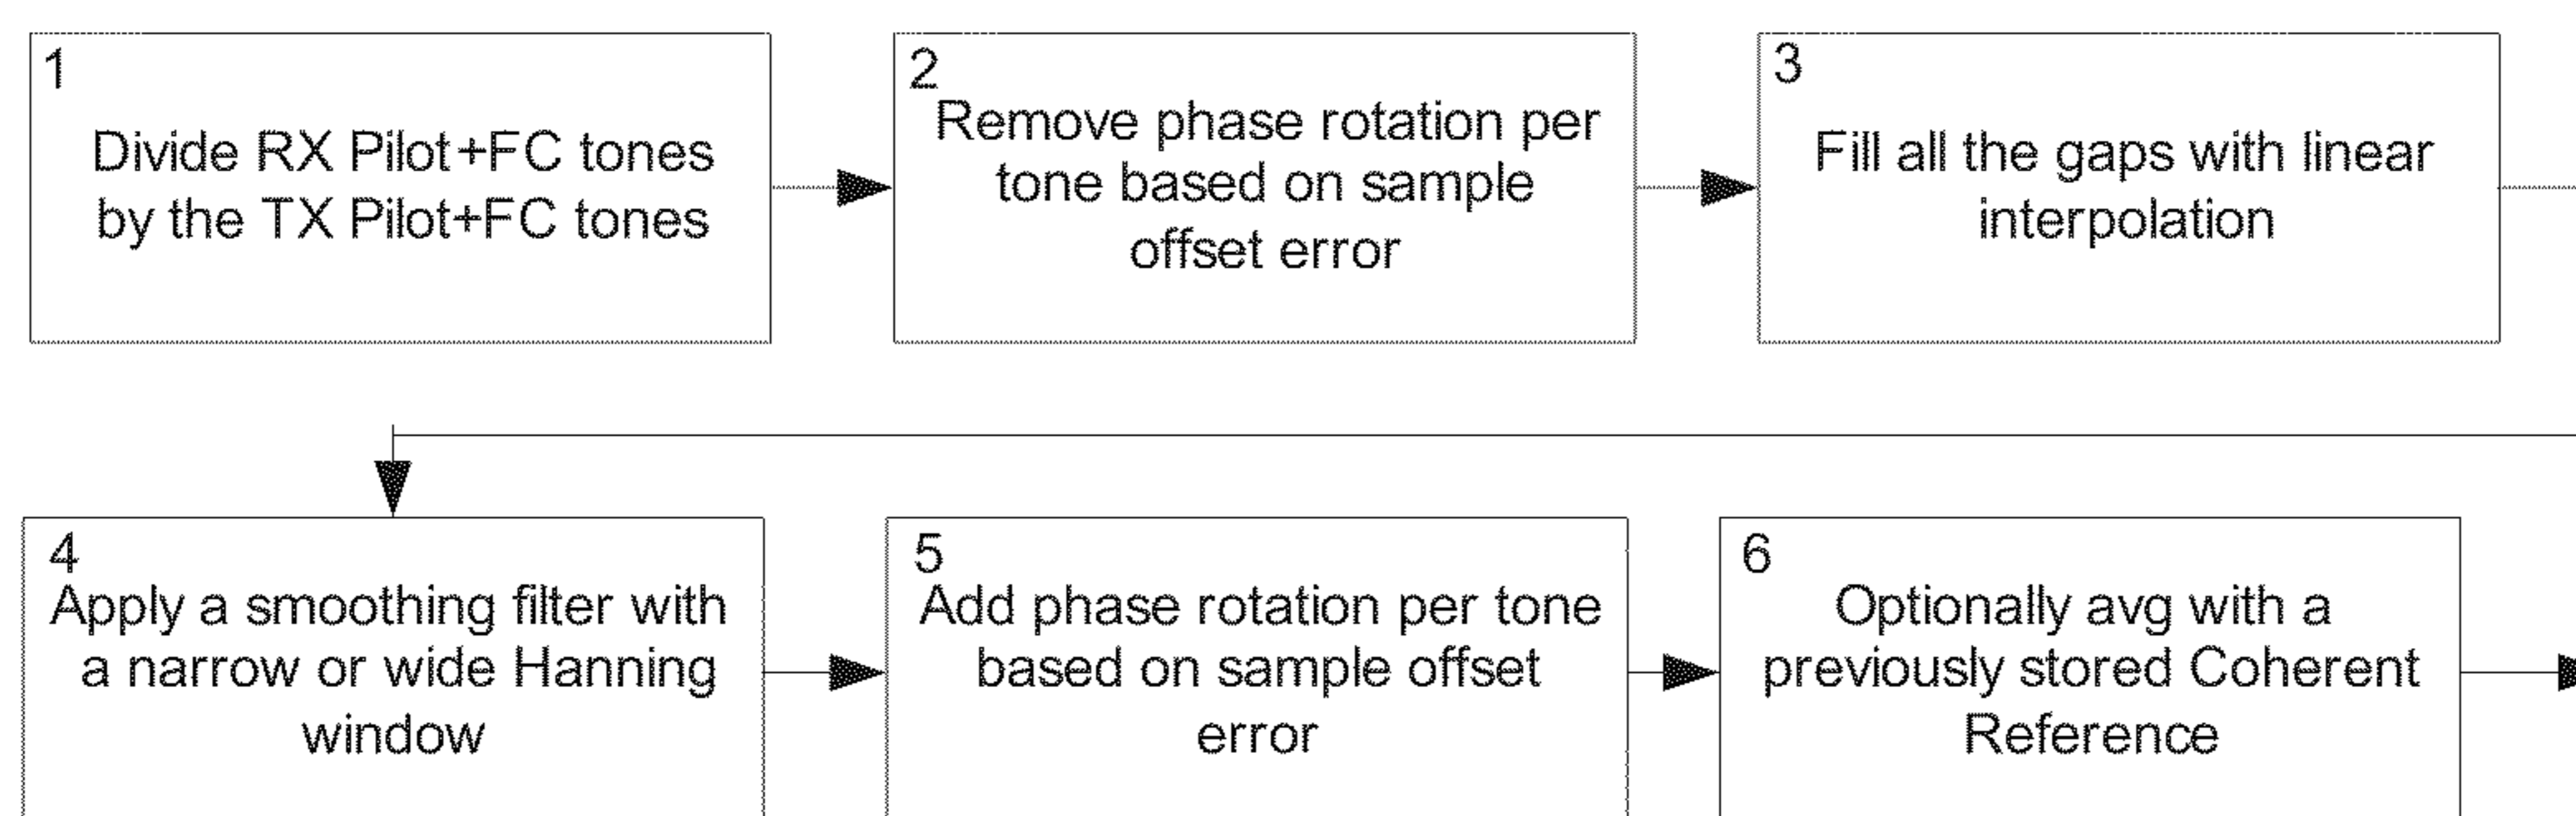 1
Divide RX Pilot+FC tones
by the TX Pilot+FC tones
2
Remove phase rotation per
tone based on sample
offset error
3
Fill all the gaps with linear
interpolation
4
Apply a smoothing filter with
a narrow or wide Hanning
window
5
Add phase rotation per tone
based on sample offset
error
6
Optionally avg with a
previously stored Coherent
Reference